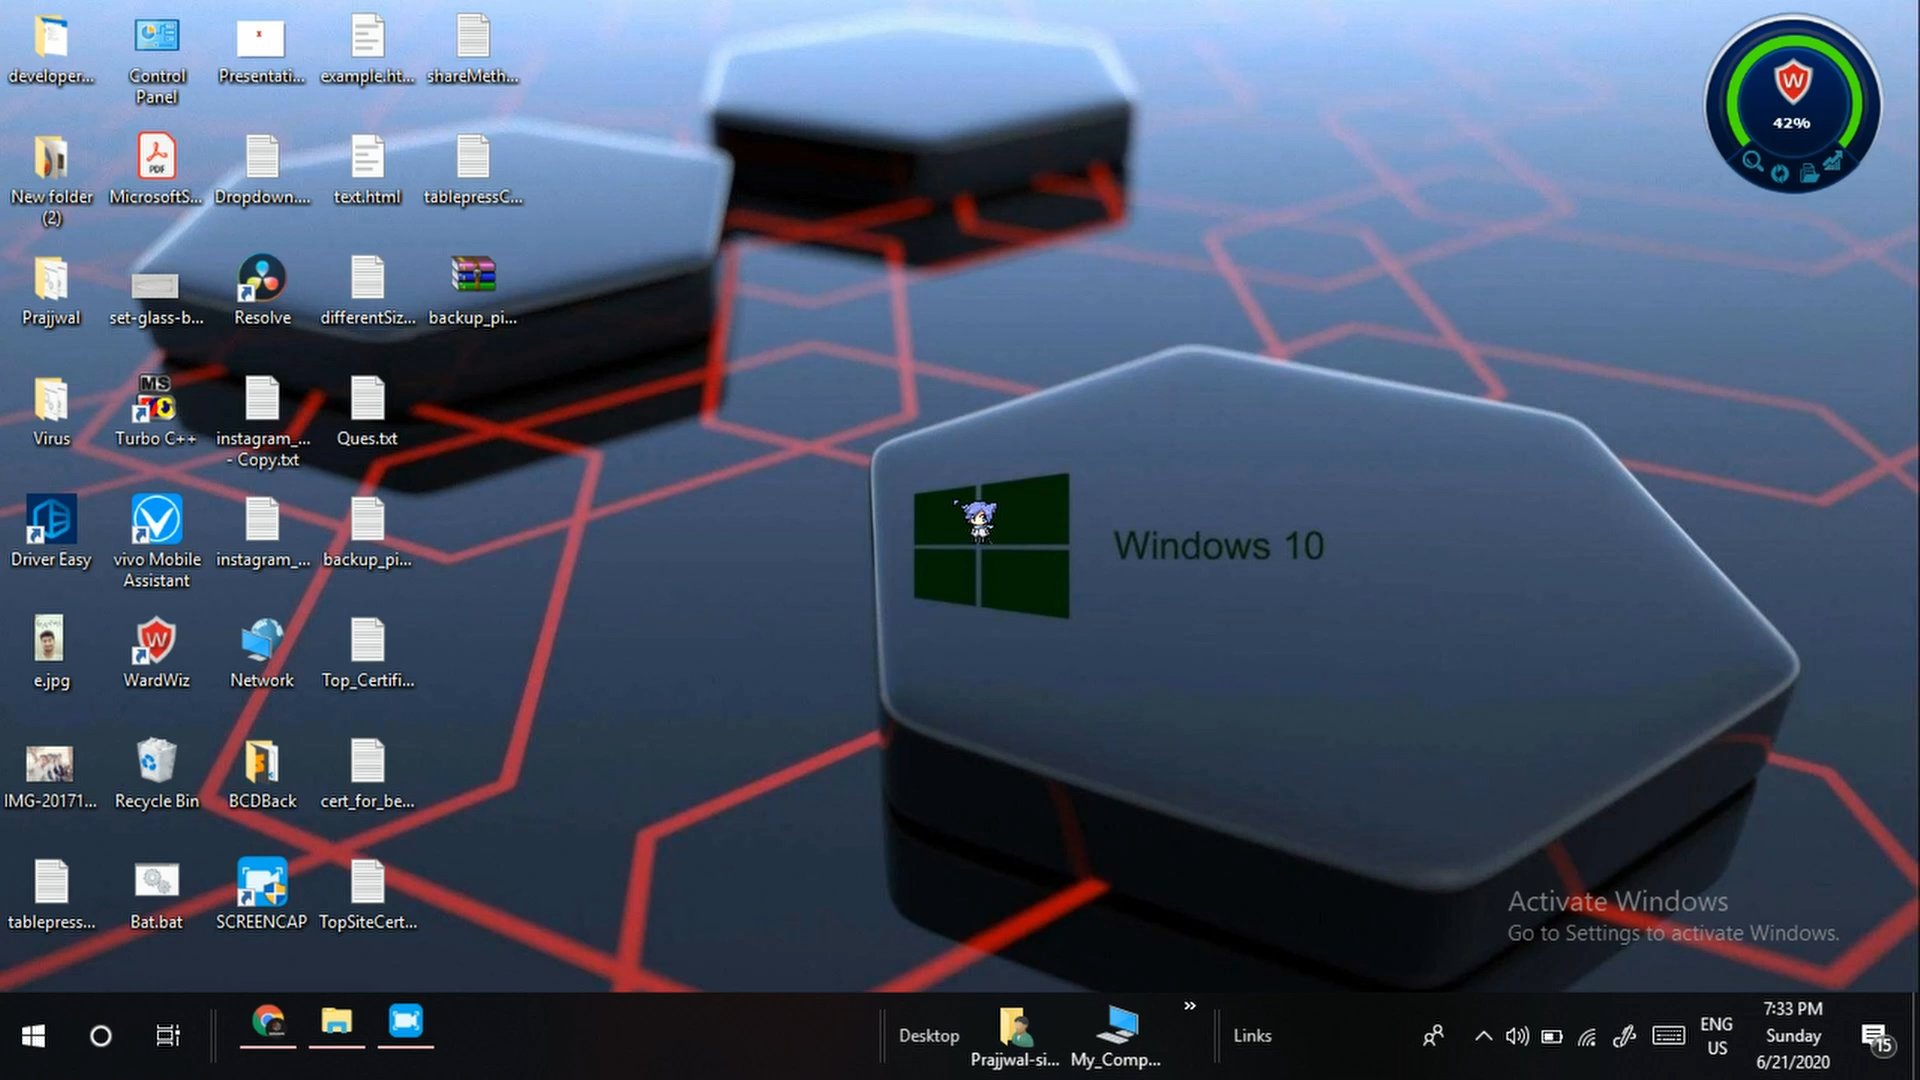 developer...
Control
Panel
Presentati...
example.ht...
shareMeth...
New folder
(2)
MicrosoftS...
Dropdown....
text.html
tablepressC...
Prajjwal
set-glass-b...
Resolve
differentSiz...
backup_pi...
Virus
Turbo C++
instagram_...
- Copy.txt
Ques.txt
Driver Easy
vivo Mobile
Assistant
instagram_...
backup_pi...
e.jpg
WardWiz
Network
Top_Certifi...
IMG-20171...
Recycle Bin
BCDBack
cert_for_be...
tablepress...
Bat.bat
SCREENCAP
TopSiteCert...
PDF
MS
W
W
42%
Windows 10
Activate Windows
Go to Settings to activate Windows.
Desktop
Prajjwal-si...
My_Comp...
»
Links
ENG
US
7:33 PM
Sunday
6/21/2020
15